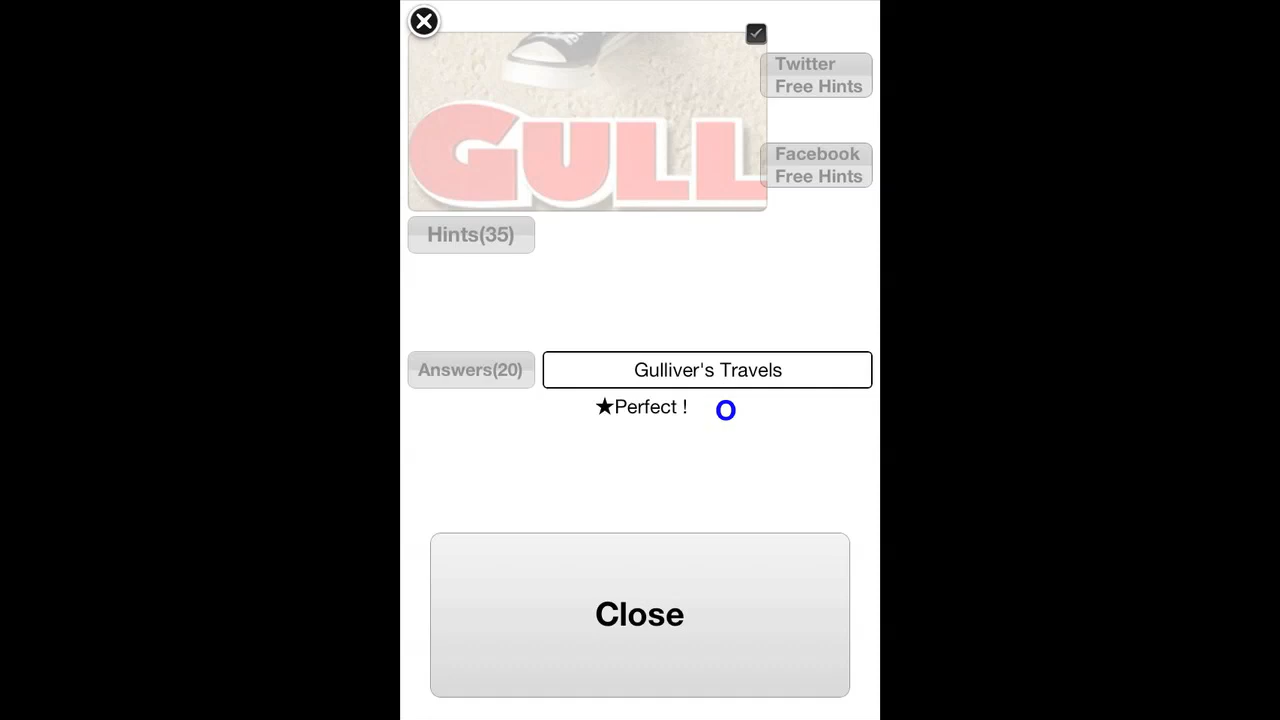 Twitter
Free Hints
GULL
Facebook
Free Hints
Hints(35)
Answers(20)
Gulliver's Travels
★Perfect !
O
Close